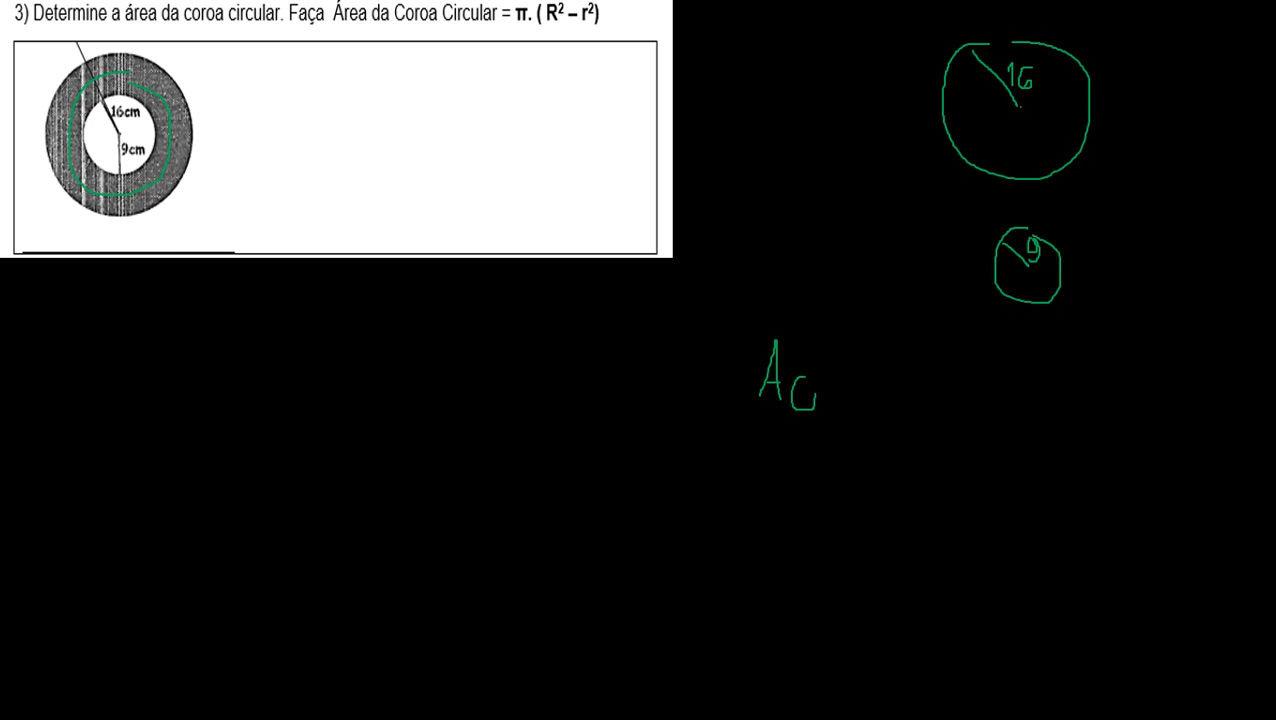 3) Determine a área da coroa circular. Faça Área da Coroa Circular = π. ( R² – r²)
16cm
9cm
16
9
Ac